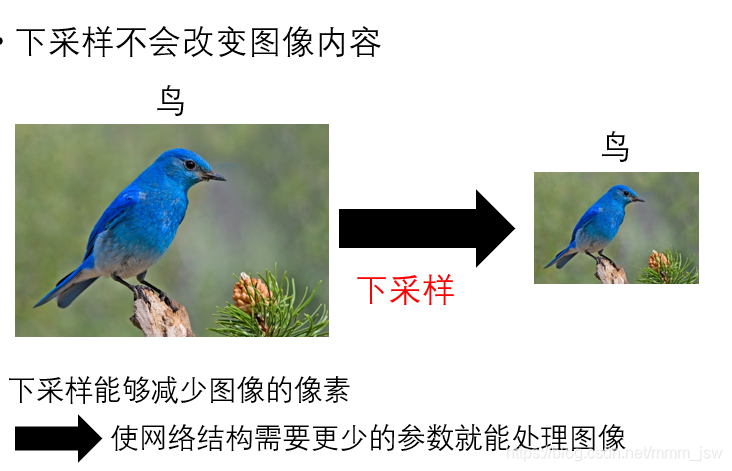 • 下采样不会改变图像内容
鸟
鸟
下采样
下采样能够减少图像的像素
使网络结构需要更少的参数就能处理图像
https://blog.csdn.net/mmm_jsw